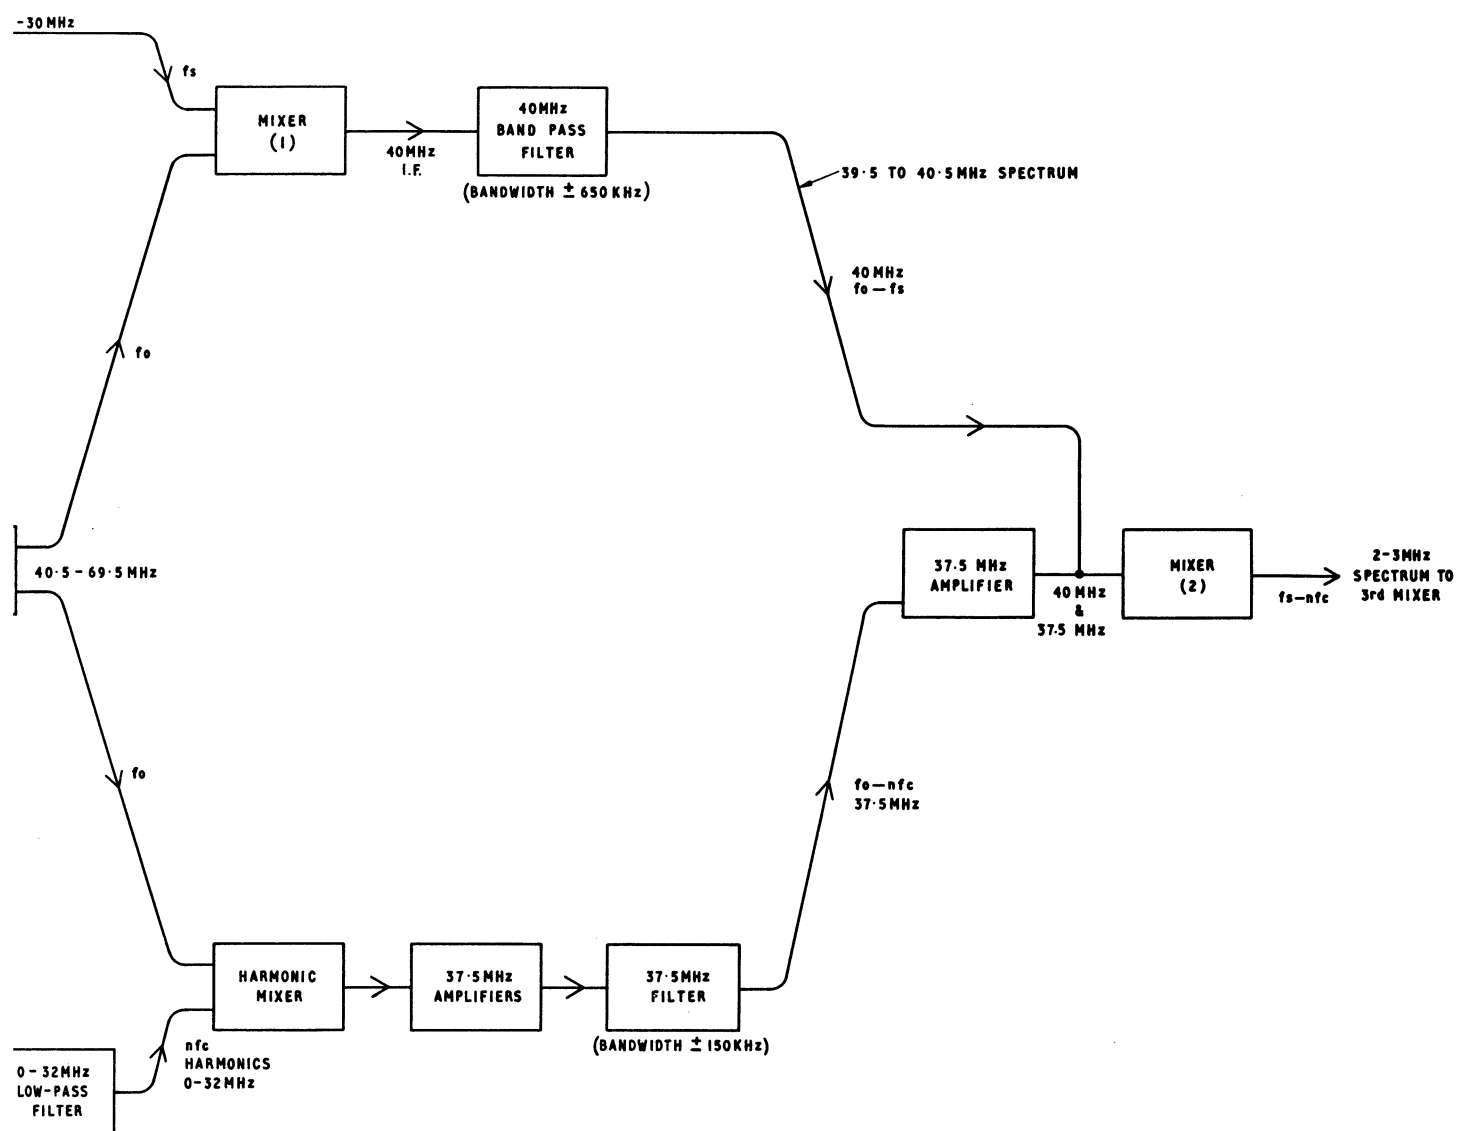 -30MHz
fs
MIXER
(1)
40MHz
I.F.
40MHz
BAND PASS
FILTER
(BANDWIDTH ± 650KHz)
39·5 TO 40·5MHz SPECTRUM
40MHz
fo—fs
fo
40·5-69·5MHz
37.5 MHz
AMPLIFIER
40MHz
&
37.5 MHz
MIXER
(2)
fs—nfc
2-3MHz
SPECTRUM TO
3rd MIXER
fo
fo—nfc
37·5MHz
HARMONIC
MIXER
37·5MHz
AMPLIFIERS
37·5MHz
FILTER
(BANDWIDTH ± 150KHz)
nfc
HARMONICS
0-32MHz
0-32MHz
LOW-PASS
FILTER